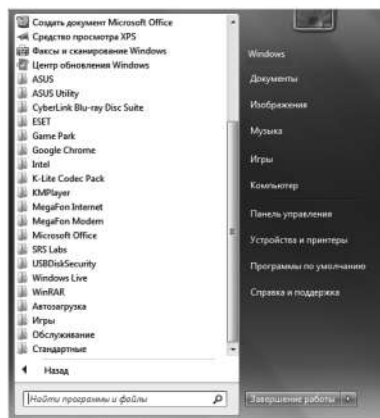 Создать документ Microsoft Office
Средство просмотра XPS
Факсы и сканирование Windows
Центр обновления Windows
ASUS
ASUS Utility
CyberLink Blu-ray Disc Suite
ESET
Game Park
Google Chrome
Intel
K-Lite Codec Pack
KMPlayer
MegaFon Internet
MegaFon Modem
Microsoft Office
SRS Labs
USBDiskSecurity
Windows Live
WinRAR
Автозагрузка
Игры
Обслуживание
Стандартные
Назад
Найти программы и файлы
Windows
Документы
Изображения
Музыка
Игры
Компьютер
Панель управления
Устройства и принтеры
Программы по умолчанию
Справка и поддержка
Завершение работы